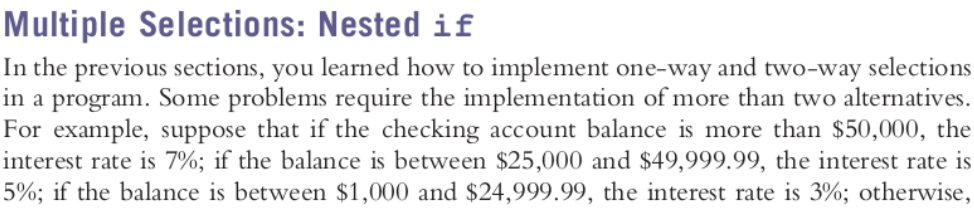 Multiple Selections: Nested if
In the previous sections, you learned how to implement one-way and two-way selections
in a program. Some problems require the implementation of more than two alternatives.
For example, suppose that if the checking account balance is more than $50,000, the
interest rate is 7%; if the balance is between $25,000 and $49,999.99, the interest rate is
5%; if the balance is between $1,000 and $24,999.99, the interest rate is 3%; otherwise,